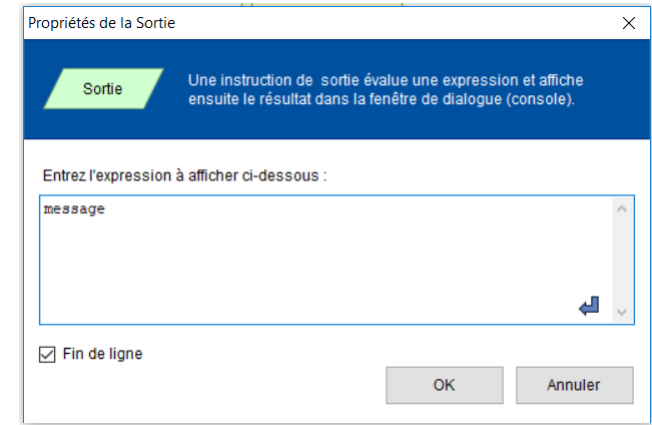 Propriétés de la Sortie
Sortie
Une instruction de sortie évalue une expression et affiche
ensuite le résultat dans la fenêtre de dialogue (console).
Entrez l'expression à afficher ci-dessous :
message
Fin de ligne
OK
Annuler